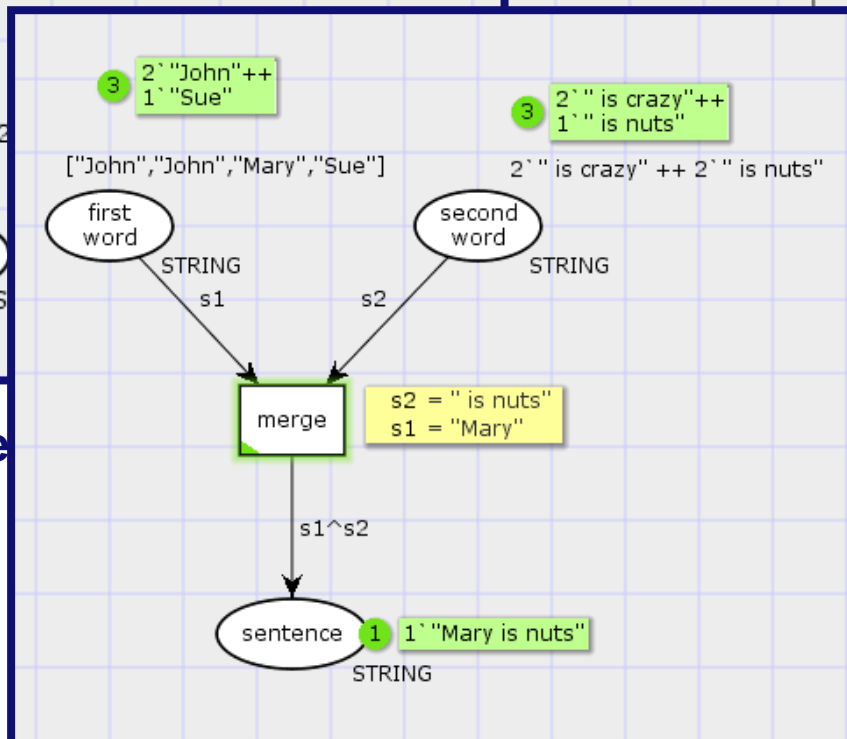 3
2`"John"++
1`"Sue"
3
2`" is crazy"++
1`" is nuts"
["John","John","Mary","Sue"]
2`" is crazy" ++ 2`" is nuts"
first
word
second
word
STRING
STRING
s1
s2
merge
s2 = " is nuts"
s1 = "Mary"
s1^s2
sentence
1
1`"Mary is nuts"
STRING